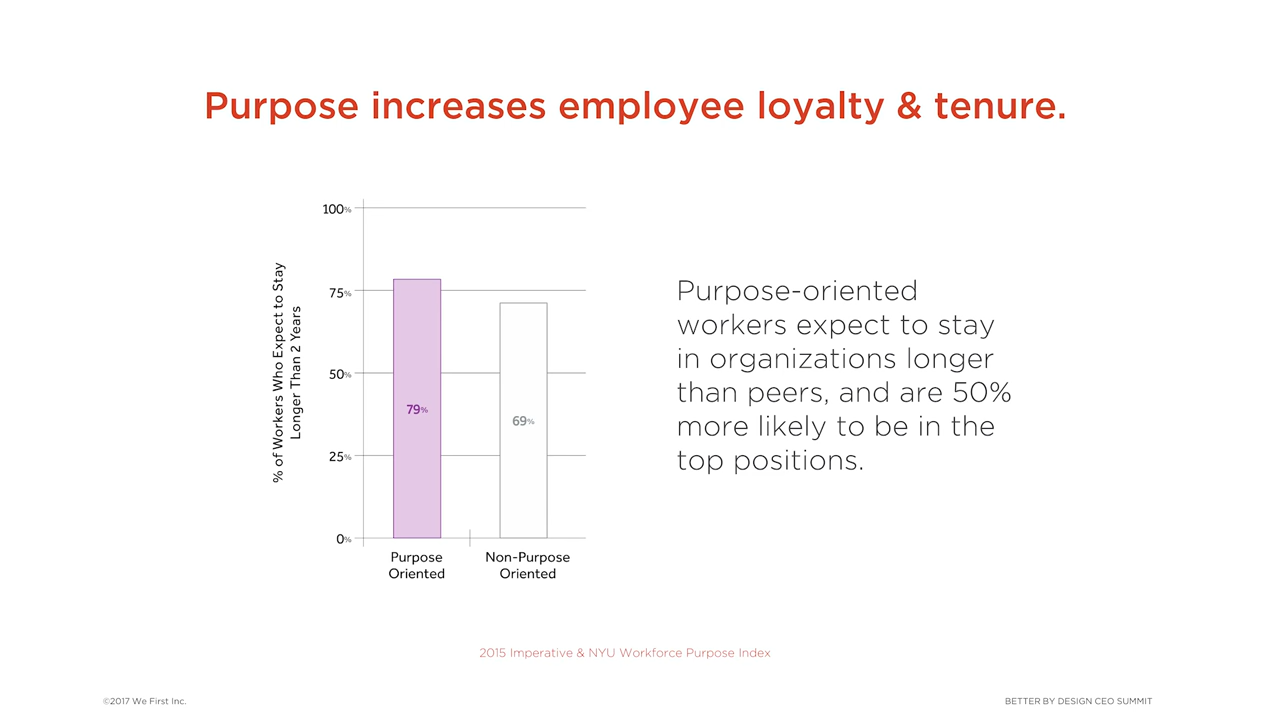 Purpose increases employee loyalty & tenure.
% of Workers Who Expect to Stay
Longer Than 2 Years
100%
75%
50%
25%
0%
79%
69%
Purpose
Oriented
Non-Purpose
Oriented
Purpose-oriented
workers expect to stay
in organizations longer
than peers, and are 50%
more likely to be in the
top positions.
2015 Imperative & NYU Workforce Purpose Index
©2017 We First Inc.
BETTER BY DESIGN CEO SUMMIT